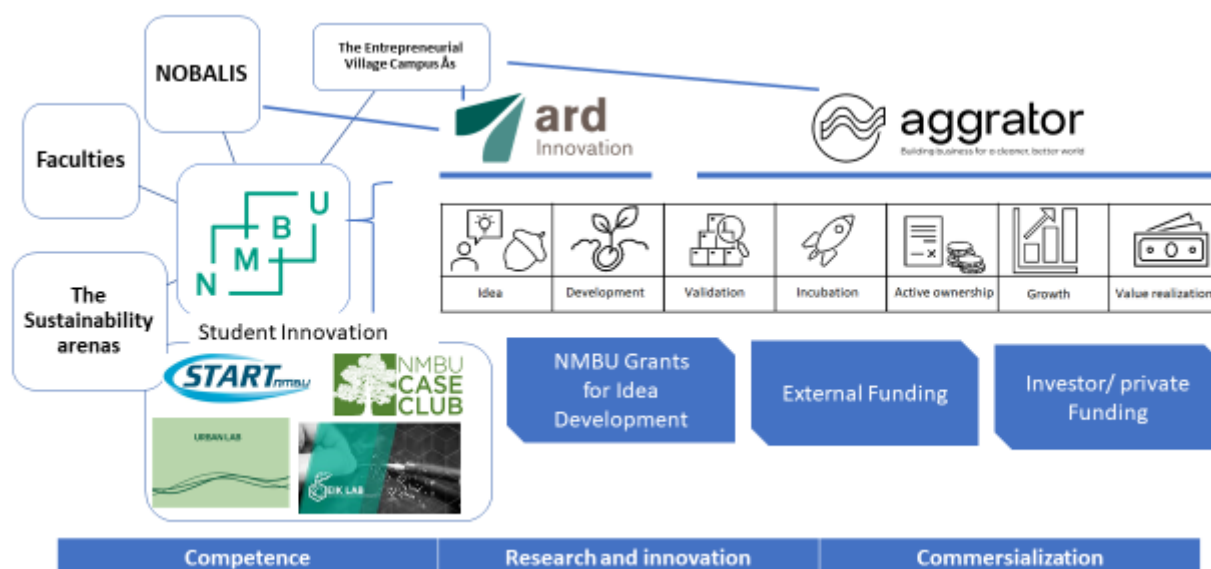 NOBALIS
The Entrepreneurial
Village Campus Ås
Faculties
The
Sustainability
arenas
N M B U
ard
Innovation
aggrator
Building business for a cleaner, better world
Idea
Development
Validation
Incubation
Active ownership
Growth
Value realization
Student Innovation
START nmbu
NMBU
CASE
CLUB
URBAN LAB
EIK LAB
NMBU Grants
for Idea
Development
External Funding
Investor/ private
Funding
Competence
Research and innovation
Commersialization